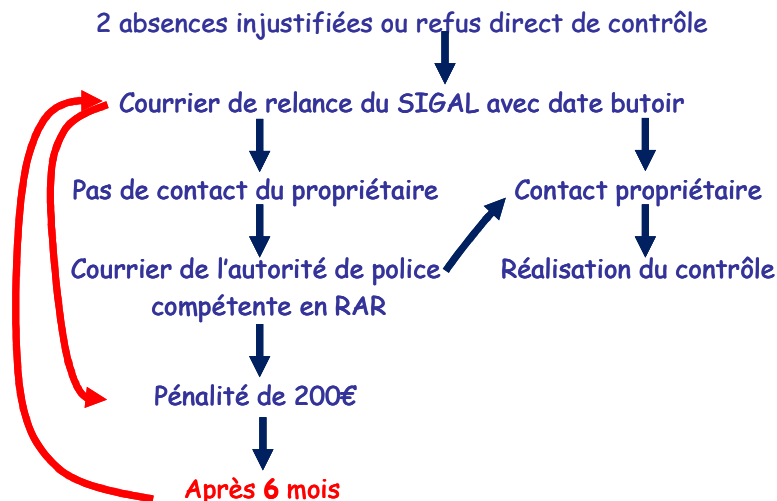 2 absences injustifiées ou refus direct de contrôle
Courrier de relance du SIGAL avec date butoir
Pas de contact du propriétaire
Contact propriétaire
Courrier de l'autorité de police
compétente en RAR
Réalisation du contrôle
Pénalité de 200€
Après 6 mois